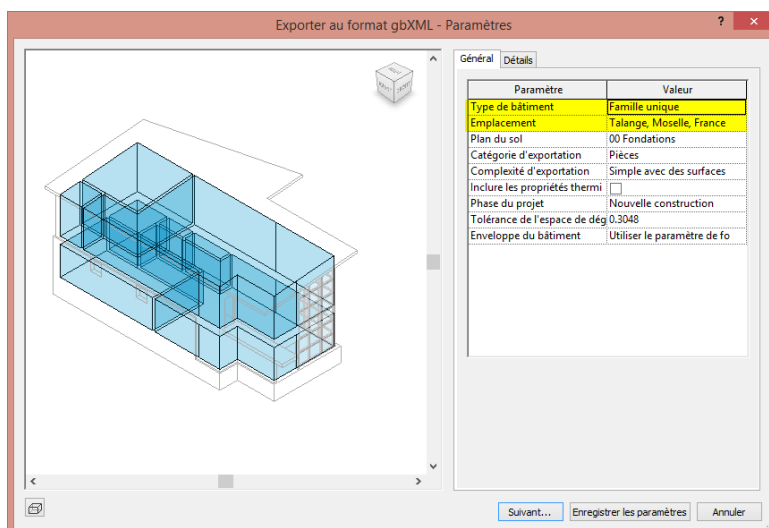 Exporter au format gbXML - Paramètres
?
Général Détails
Paramètre Valeur
Type de bâtiment Famille unique
Emplacement Talange, Moselle, France
Plan du sol 00 Fondations
Catégorie d'exportation Pièces
Complexité d'exportation Simple avec des surfaces
Inclure les propriétés thermi
Phase du projet Nouvelle construction
Tolérance de l'espace de dég 0.3048
Enveloppe du bâtiment Utiliser le paramètre de fo
Suivant... Enregistrer les paramètres Annuler